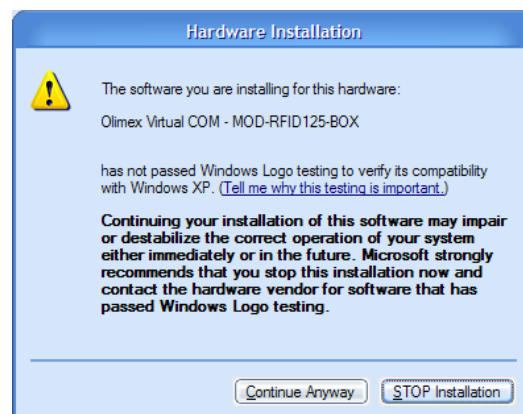 Hardware Installation
The software you are installing for this hardware:
Olimex Virtual COM - MOD-RFID125-BOX
has not passed Windows Logo testing to verify its compatibility
with Windows XP. (Tell me why this testing is important.)
Continuing your installation of this software may impair
or destabilize the correct operation of your system
either immediately or in the future. Microsoft strongly
recommends that you stop this installation now and
contact the hardware vendor for software that has
passed Windows Logo testing.
Continue Anyway STOP Installation